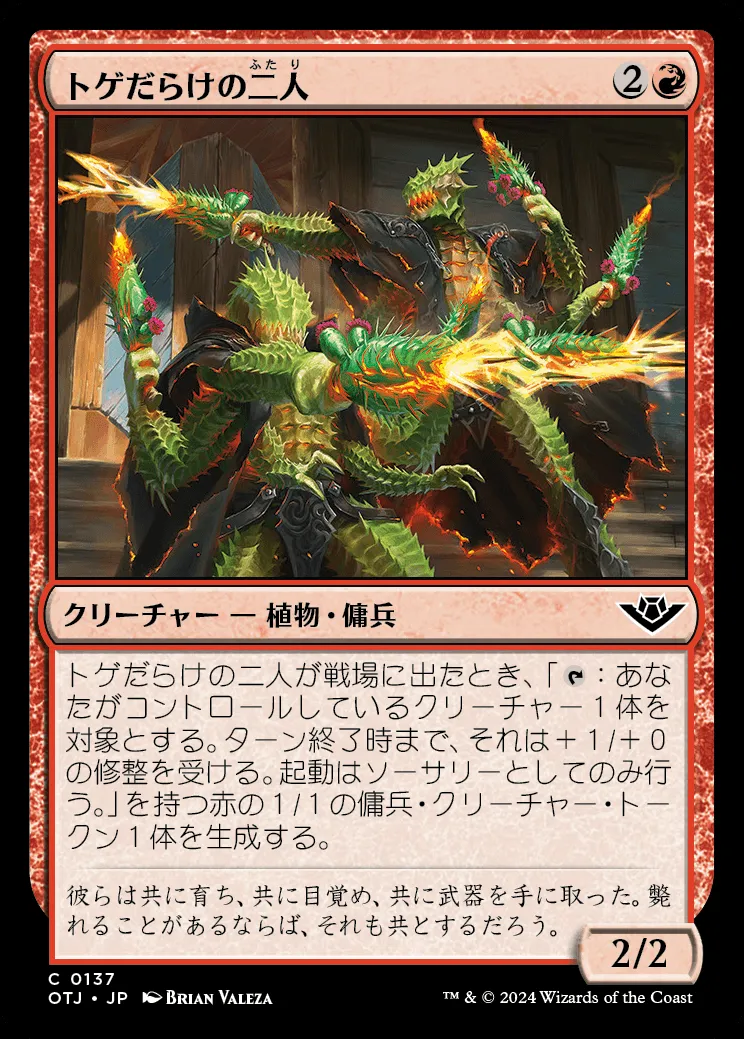 ふたり
トゲだらけの二人 2
クリーチャー — 植物・傭兵
トゲだらけの二人が戦場に出たとき、「:あな
たがコントロールしているクリーチャー1体を
対象とする。ターン終了時まで、それは+1/+0
の修整を受ける。起動はソーサリーとしてのみ行
う。」を持つ赤の1/1の傭兵・クリーチャー・トー
クン1体を生成する。
彼らは共に育ち、共に目覚め、共に武器を手に取った。斃
れることがあるならば、それも共とするだろう。
2/2
C 0137
OTJ • JP BRIAN VALEZA
™ & © 2024 Wizards of the Coast